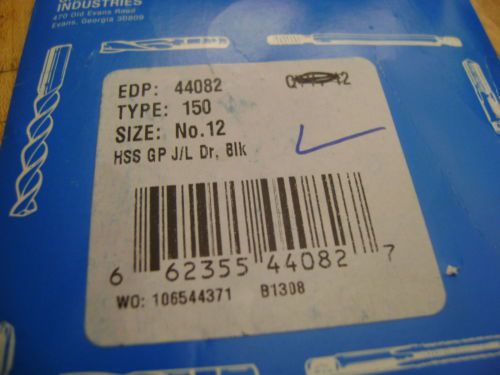 INDUSTRIES
470 Old Evans Road
Evans, Georgia 30809
EDP: 44082
TYPE: 150
SIZE: No.12
HSS GP J/L Dr, Blk
6 62355 44082 7
WO: 106544371 B1308